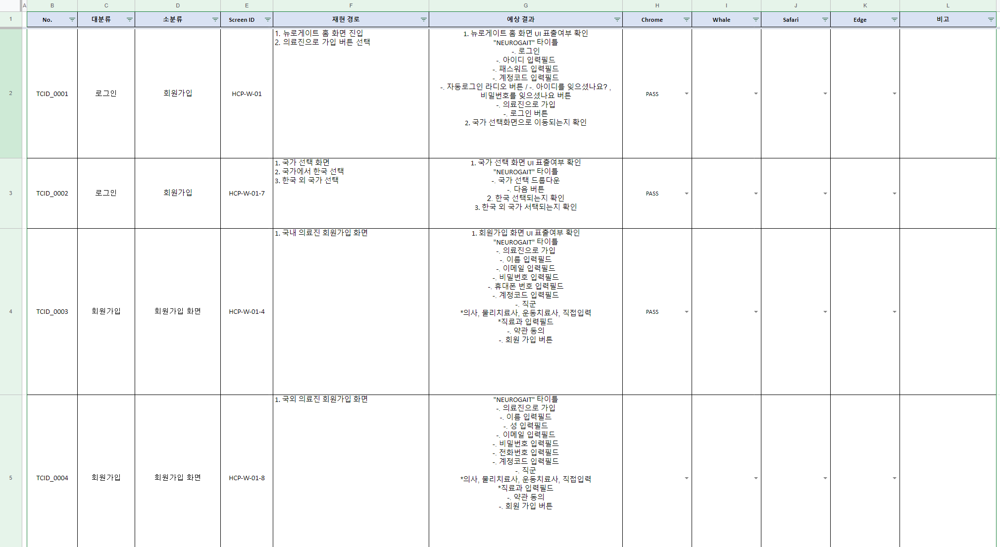 A B C D E F G H I J K L
1 No. 대분류 소분류 Screen ID 재현 경로 예상 결과 Chrome Whale Safari Edge 비고
2 TCID_0001 로그인 회원가입 HCP-W-01
1. 뉴로게이트 홈 화면 진입
2. 의료진으로 가입 버튼 선택
1. 뉴로게이트 홈 화면 UI 표출여부 확인
"NEUROGAIT" 타이틀
-. 로그인
-. 아이디 입력필드
-. 패스워드 입력필드
-. 계정코드 입력필드
-. 자동로그인 라디오 버튼 / -. 아이디를 잊으셨나요? ,
비밀번호를 잊으셨나요 버튼
-. 의료진으로 가입
-. 로그인 버튼
2. 국가 선택화면으로 이동되는지 확인
PASS
3 TCID_0002 로그인 회원가입 HCP-W-01-7
1. 국가 선택 화면
2. 국가에서 한국 선택
3. 한국 외 국가 선택
1. 국가 선택 화면 UI 표출여부 확인
"NEUROGAIT" 타이틀
-. 국가 선택 드롭다운
-. 다음 버튼
2. 한국 선택되는지 확인
3. 한국 외 국가 서택되는지 확인
PASS
4 TCID_0003 회원가입 회원가입 화면 HCP-W-01-4
1. 국내 의료진 회원가입 화면
1. 회원가입 화면 UI 표출여부 확인
"NEUROGAIT" 타이틀
-. 의료진으로 가입
-. 이름 입력필드
-. 이메일 입력필드
-. 비밀번호 입력필드
-. 휴대폰 번호 입력필드
-. 계정코드 입력필드
-. 직군
*의사, 물리치료사, 운동치료사, 직접입력
*직료과 입력필드
-. 약관 동의
-. 회원 가입 버튼
PASS
5 TCID_0004 회원가입 회원가입 화면 HCP-W-01-8
1. 국외 의료진 회원가입 화면
"NEUROGAIT" 타이틀
-. 의료진으로 가입
-. 이름 입력필드
-. 성 입력필드
-. 이메일 입력필드
-. 비밀번호 입력필드
-. 전화번호 입력필드
-. 계정코드 입력필드
-. 직군
*의사, 물리치료사, 운동치료사, 직접입력
*직료과 입력필드
-. 약관 동의
-. 회원 가입 버튼